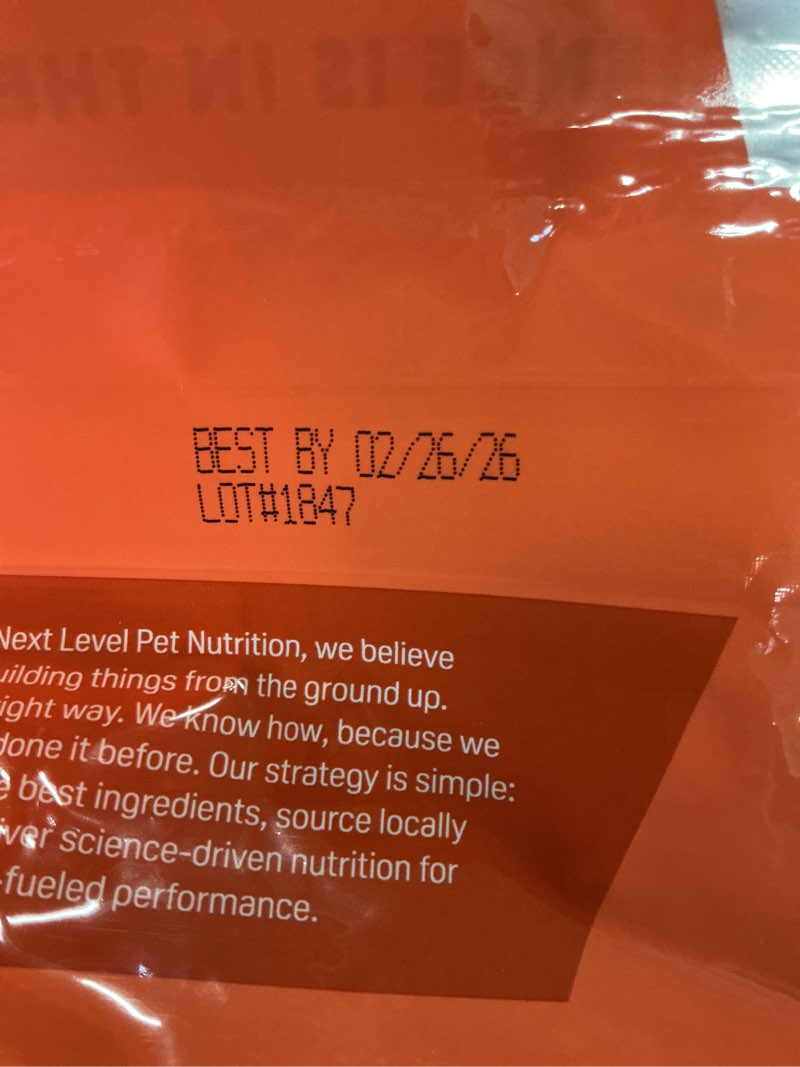 BEST BY 02/26/26
LOT#1847
Next Level Pet Nutrition, we believe
uilding things from the ground up.
ight way. We know how, because we
done it before. Our strategy is simple:
e best ingredients, source locally
iver science-driven nutrition for
-fueled performance.